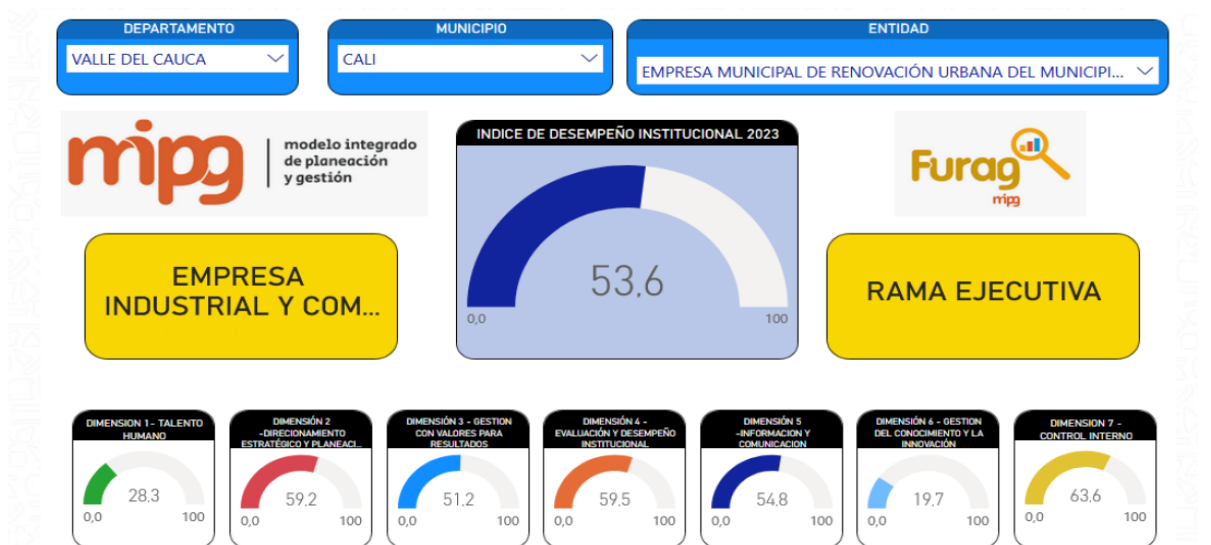 DEPARTAMENTO
VALLE DEL CAUCA
MUNICIPIO
CALI
ENTIDAD
EMPRESA MUNICIPAL DE RENOVACIÓN URBANA DEL MUNICIPI...
mipg
modelo integrado
de planeación
y gestión
INDICE DE DESEMPEÑO INSTITUCIONAL 2023
53,6
0,0
100
Furag
mipg
EMPRESA
INDUSTRIAL Y COM...
RAMA EJECUTIVA
DIMENSION 1- TALENTO
HUMANO
28,3
0,0
100
DIMENSIÓN 2
-DIRECIONAMIENTO
ESTRATÉGICO Y PLANEACI...
59,2
0,0
100
DIMENSIÓN 3 - GESTION
CON VALORES PARA
RESULTADOS
51,2
0,0
100
DIMENSIÓN 4 -
EVALUACIÓN Y DESEMPEÑO
INSTITUCIONAL
59,5
0,0
100
DIMENSIÓN 5
-INFORMACION Y
COMUNICACION
54,8
0,0
100
DIMENSIÓN 6 - GESTION
DEL CONOCIMIENTO Y LA
INNOVACIÓN
19,7
0,0
100
DIMENSION 7 -
CONTROL INTERNO
63,6
0,0
100